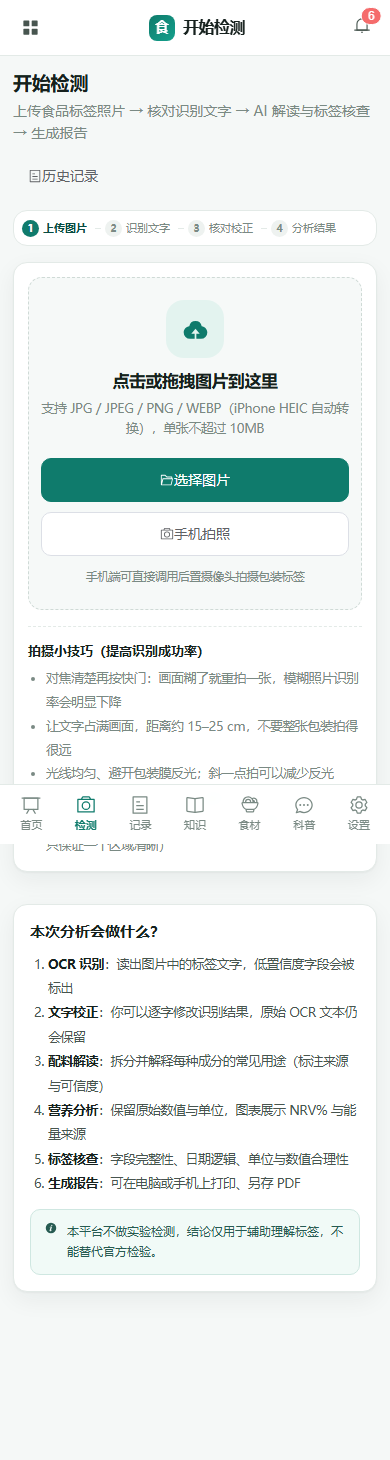 食 开始检测
6
开始检测
上传食品标签照片 → 核对识别文字 → AI 解读与标签核查
→ 生成报告
历史记录
1 上传图片 2 识别文字 3 核对校正 4 分析结果
点击或拖拽图片到这里
支持 JPG / JPEG / PNG / WEBP（iPhone HEIC 自动转
换），单张不超过 10MB
选择图片
手机拍照
手机端可直接调用后置摄像头拍摄包装标签
拍摄小技巧（提高识别成功率）
• 对焦清楚再按快门：画面糊了就重拍一张，模糊照片识别
率会明显下降
• 让文字占满画面，距离约 15–25 cm，不要整张包装拍得
很远
• 光线均匀、避开包装膜反光；斜一点拍可以减少反光
首页 检测 记录 知识 食材 科普 设置
只保证一个区域清晰）
本次分析会做什么？
1. OCR 识别：读出图片中的标签文字，低置信度字段会被
标出
2. 文字校正：你可以逐字修改识别结果，原始 OCR 文本仍
会保留
3. 配料解读：拆分并解释每种成分的常见用途（标注来源
与可信度）
4. 营养分析：保留原始数值与单位，图表展示 NRV% 与能
量来源
5. 标签核查：字段完整性、日期逻辑、单位与数值合理性
6. 生成报告：可在电脑或手机上打印、另存 PDF
本平台不做实验检测，结论仅用于辅助理解标签，不
能替代官方检验。